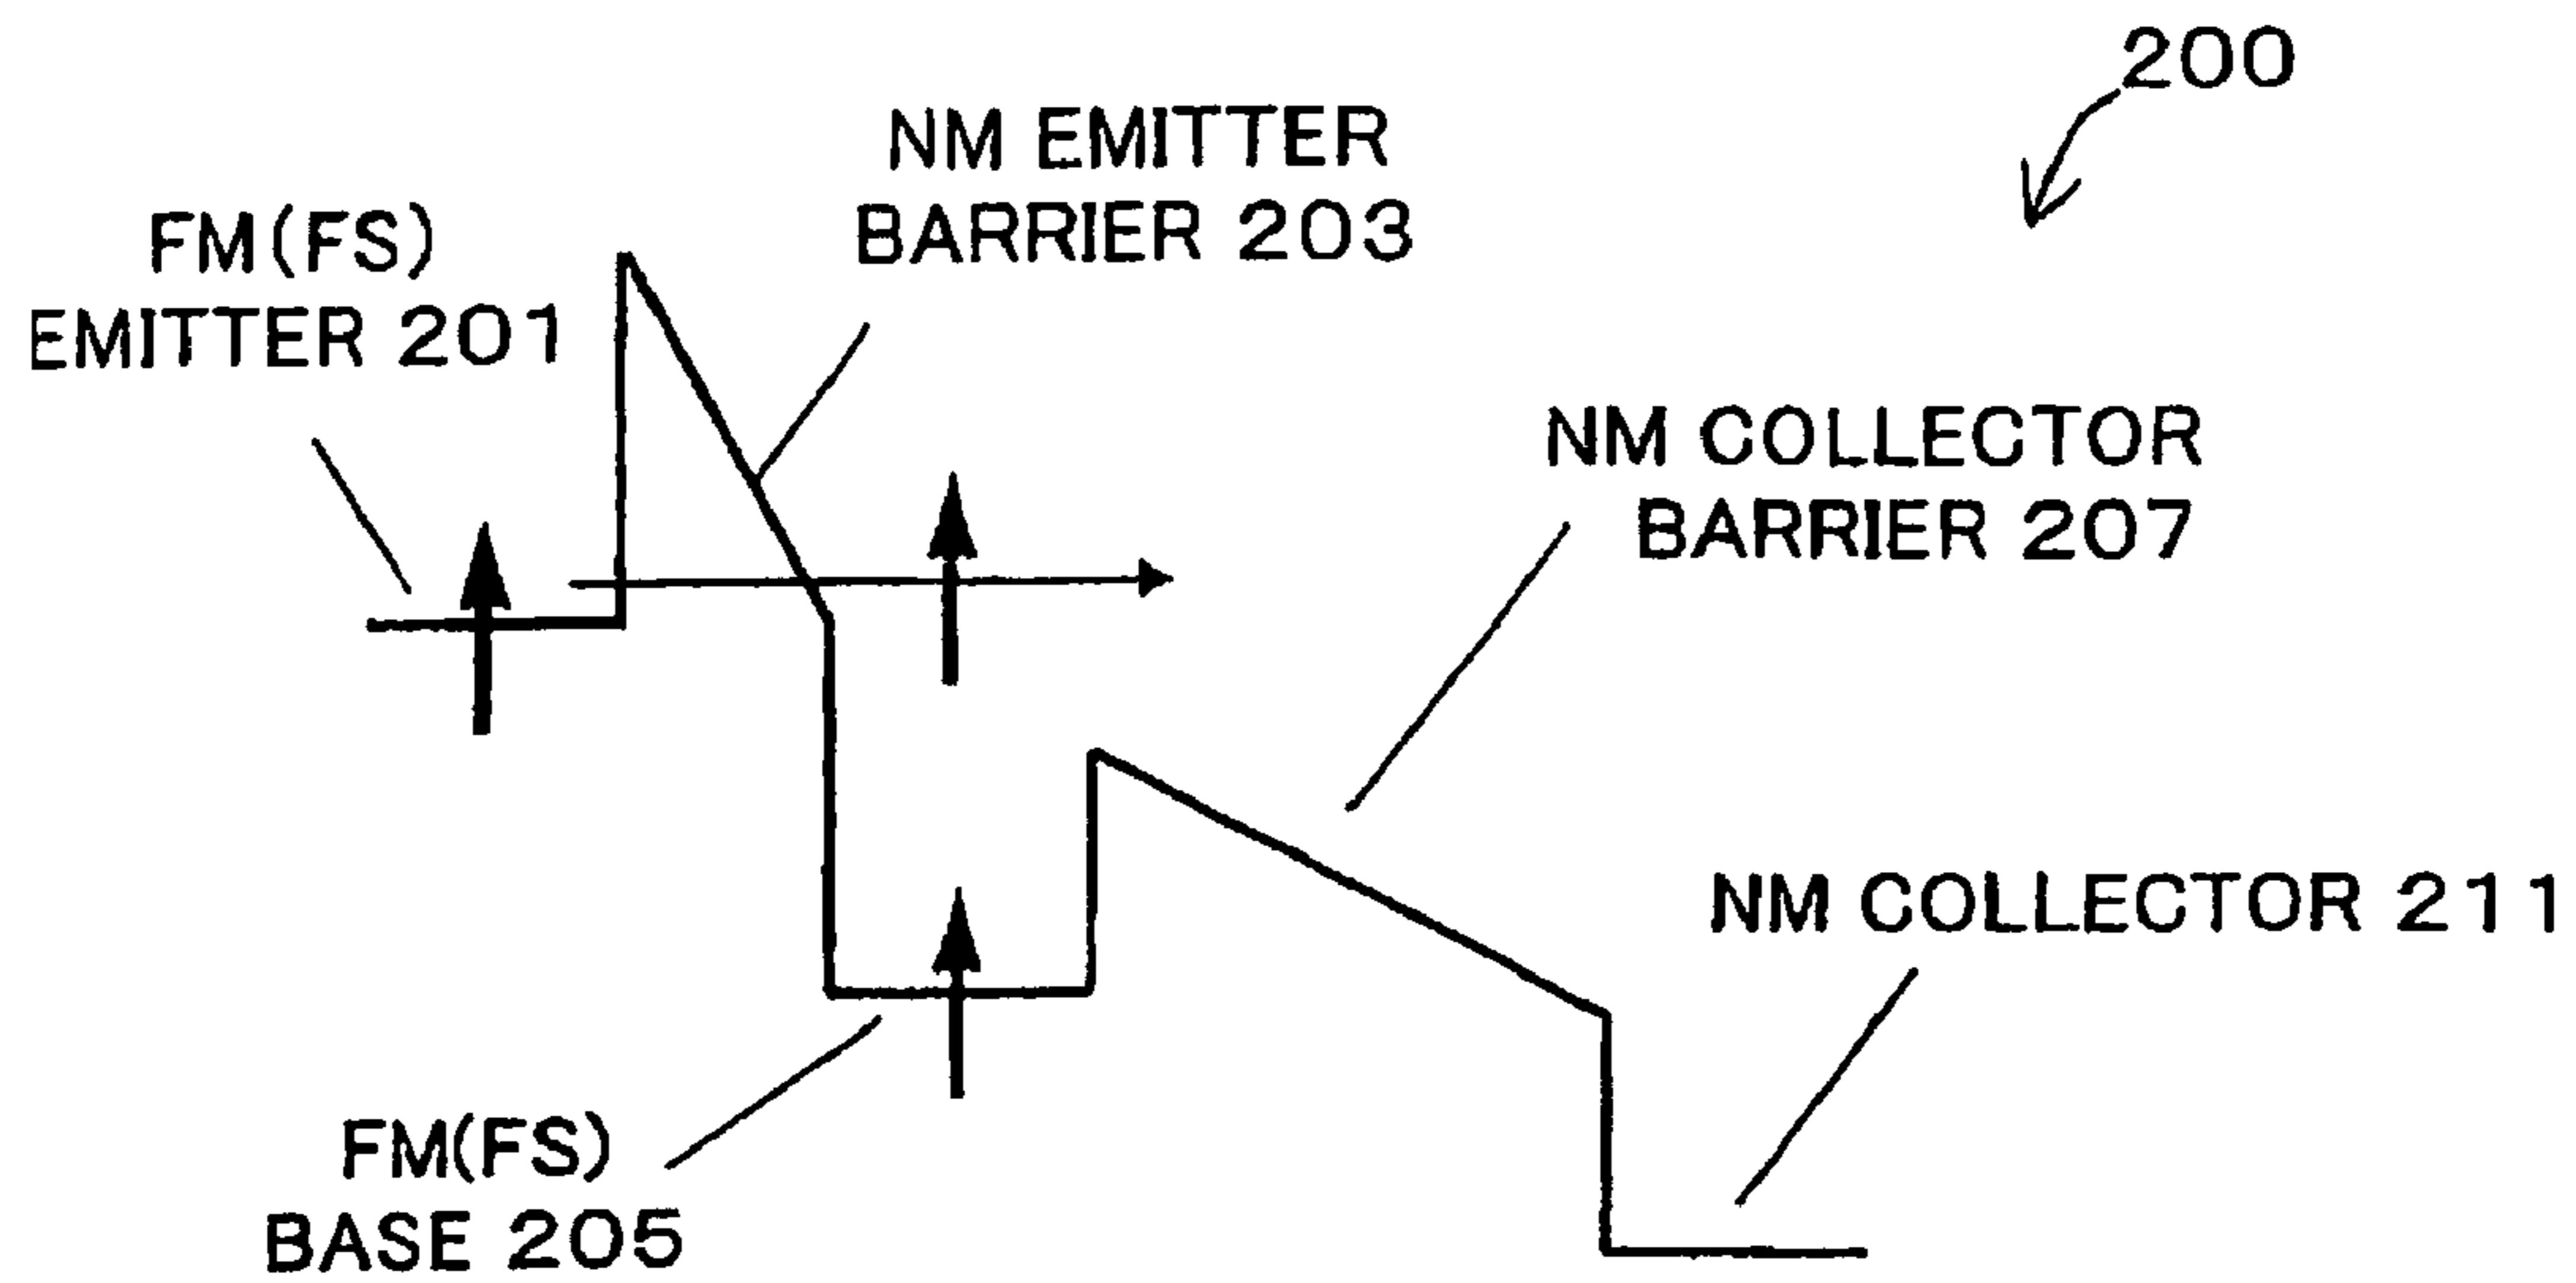 200
NM EMITTER
BARRIER 203
FM(FS)
EMITTER 201
NM COLLECTOR
BARRIER 207
NM COLLECTOR 211
FM(FS)
BASE 205